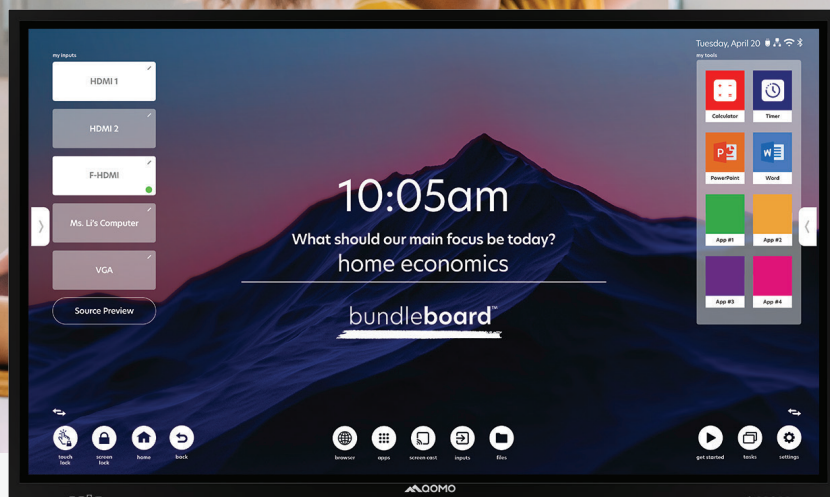 Tuesday, April 20
my inputs
my tools
HDMI 1
HDMI 2
F-HDMI
Ms. Li's Computer
VGA
Source Preview
10:05am
What should our main focus be today?
home economics
bundleboard™
Calculator
Timer
PowerPoint
Word
App #1
App #2
App #3
App #4
touch lock
screen lock
home
back
browser
apps
screen cast
inputs
files
get started
tasks
settings
QOMO